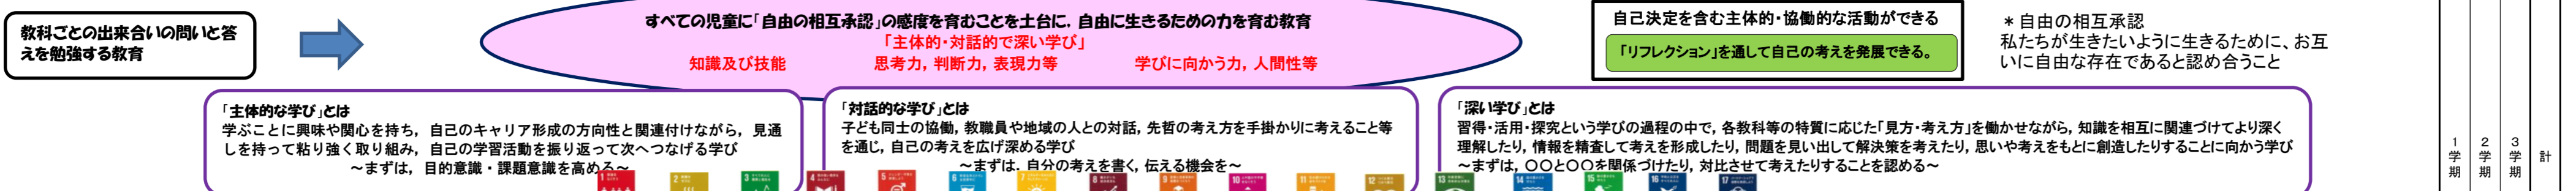 教科ごとの出来合いの問いと答
えを勉強する教育
すべての児童に「自由の相互承認」の感度を育むことを土台に，自由に生きるための力を育む教育
「主体的・対話的で深い学び」
知識及び技能　思考力，判断力，表現力等　学びに向かう力，人間性等
自己決定を含む主体的・協働的な活動ができる
「リフレクション」を通して自己の考えを発展できる。
＊自由の相互承認
私たちが生きたいように生きるために、お互
いに自由な存在であると認め合うこと
「主体的な学び」とは
学ぶことに興味や関心を持ち，自己のキャリア形成の方向性と関連付けながら，見通
しを持って粘り強く取り組み，自己の学習活動を振り返って次へつなげる学び
～まずは，目的意識・課題意識を高める～
「対話的な学び」とは
子ども同士の協働，教職員や地域の人との対話，先哲の考え方を手掛かりに考えること等
を通じ，自己の考えを広げ深める学び
～まずは，自分の考えを書く，伝える機会を～
「深い学び」とは
習得・活用・探究という学びの過程の中で，各教科等の特質に応じた「見方・考え方」を働かせながら，知識を相互に関連づけてより深く
理解したり，情報を精査して考えを形成したり，問題を見い出して解決策を考えたり，思いや考えをもとに創造したりすることに向かう学び
～まずは，〇〇と〇〇を関係づけたり，対比させて考えたりすることを認める～
1
2
3
4
5
6
7
8
9
10
11
12
13
14
15
16
17
1学期
2学期
3学期
計